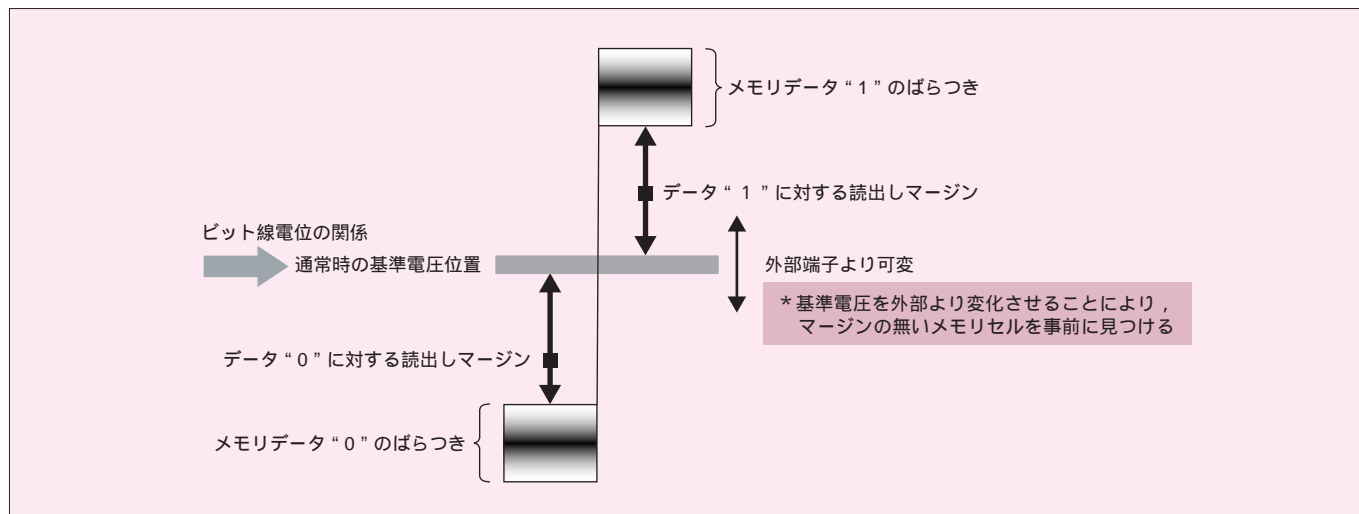 メモリデータ“1”のばらつき
データ“1”に対する読出しマージン
ビット線電位の関係
通常時の基準電圧位置
外部端子より可変
*基準電圧を外部より変化させることにより，
マージンの無いメモリセルを事前に見つける
データ“0”に対する読出しマージン
メモリデータ“0”のばらつき